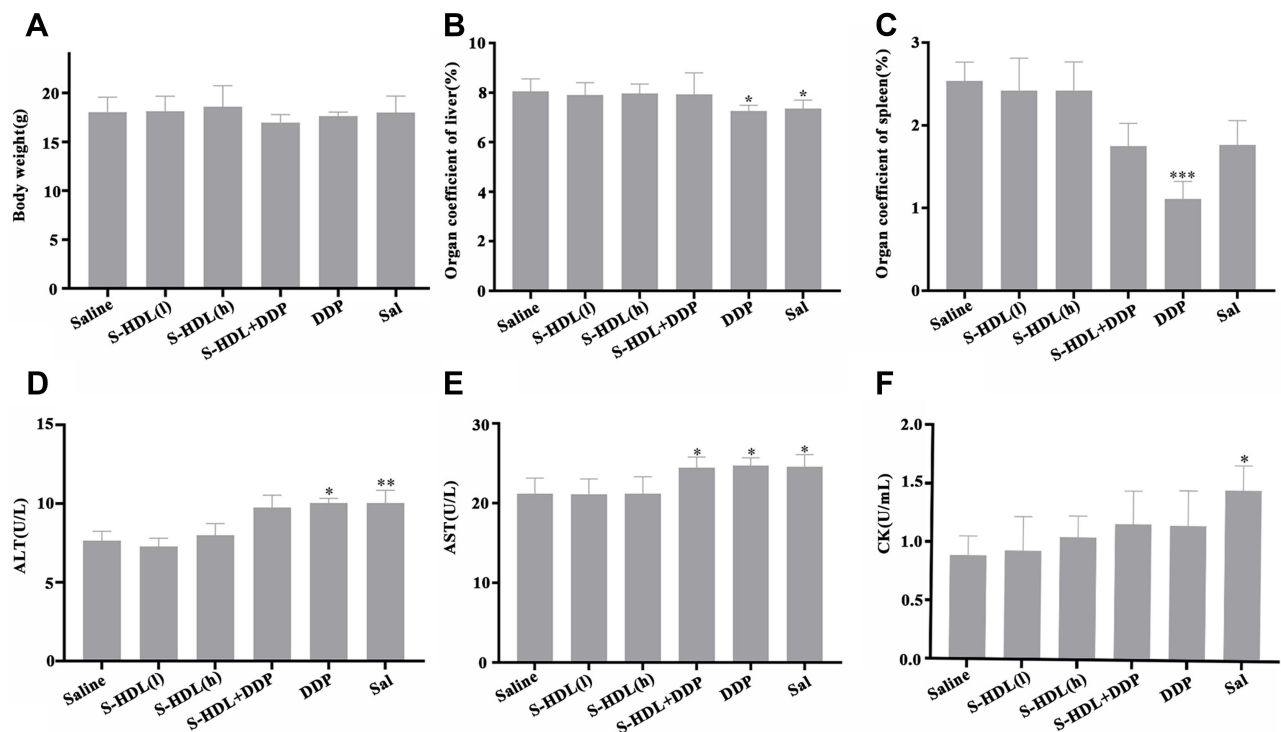 A
Body weight(g)
20
15
10
5
0
Saline
S-HDL(l)
S-HDL(h)
S-HDL+DDP
DDP
Sal
B
Organ coefficient of liver(%)
10
8
6
4
2
0
*
*
Saline
S-HDL(l)
S-HDL(h)
S-HDL+DDP
DDP
Sal
C
Organ coefficient of spleen(%)
3
2
1
0
***
Saline
S-HDL(l)
S-HDL(h)
S-HDL+DDP
DDP
Sal
D
ALT(U/L)
15
10
5
0
*
**
Saline
S-HDL(l)
S-HDL(h)
S-HDL+DDP
DDP
Sal
E
AST(U/L)
30
20
10
0
*
*
*
Saline
S-HDL(l)
S-HDL(h)
S-HDL+DDP
DDP
Sal
F
CK(U/mL)
2.0
1.5
1.0
0.5
0.0
*
Saline
S-HDL(l)
S-HDL(h)
S-HDL+DDP
DDP
Sal